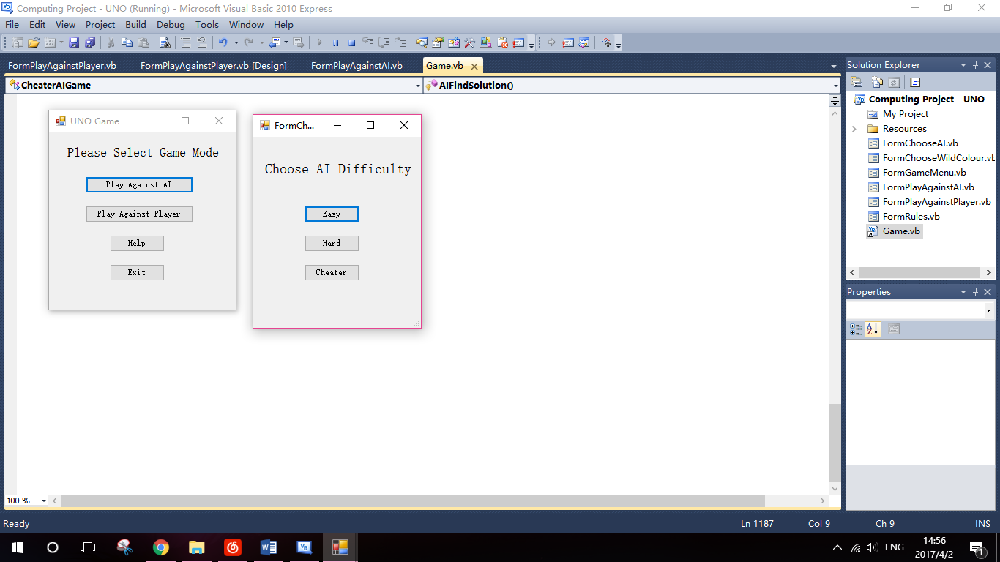 Computing Project - UNO (Running) - Microsoft Visual Basic 2010 Express
File Edit View Project Build Debug Tools Window Help
FormPlayAgainstPlayer.vb FormPlayAgainstPlayer.vb [Design] FormPlayAgainstAI.vb Game.vb
CheaterAIGame AIFindSolution()
UNO Game
Please Select Game Mode
Play Against AI
Play Against Player
Help
Exit
FormCh...
Choose AI Difficulty
Easy
Hard
Cheater
Solution Explorer
Computing Project - UNO
My Project
Resources
FormChooseAI.vb
FormChooseWildColour.vb
FormGameMenu.vb
FormPlayAgainstAI.vb
FormPlayAgainstPlayer.vb
FormRules.vb
Game.vb
Properties
100 %
Ready Ln 1187 Col 9 Ch 9 INS
ENG 14:56
2017/4/2
1